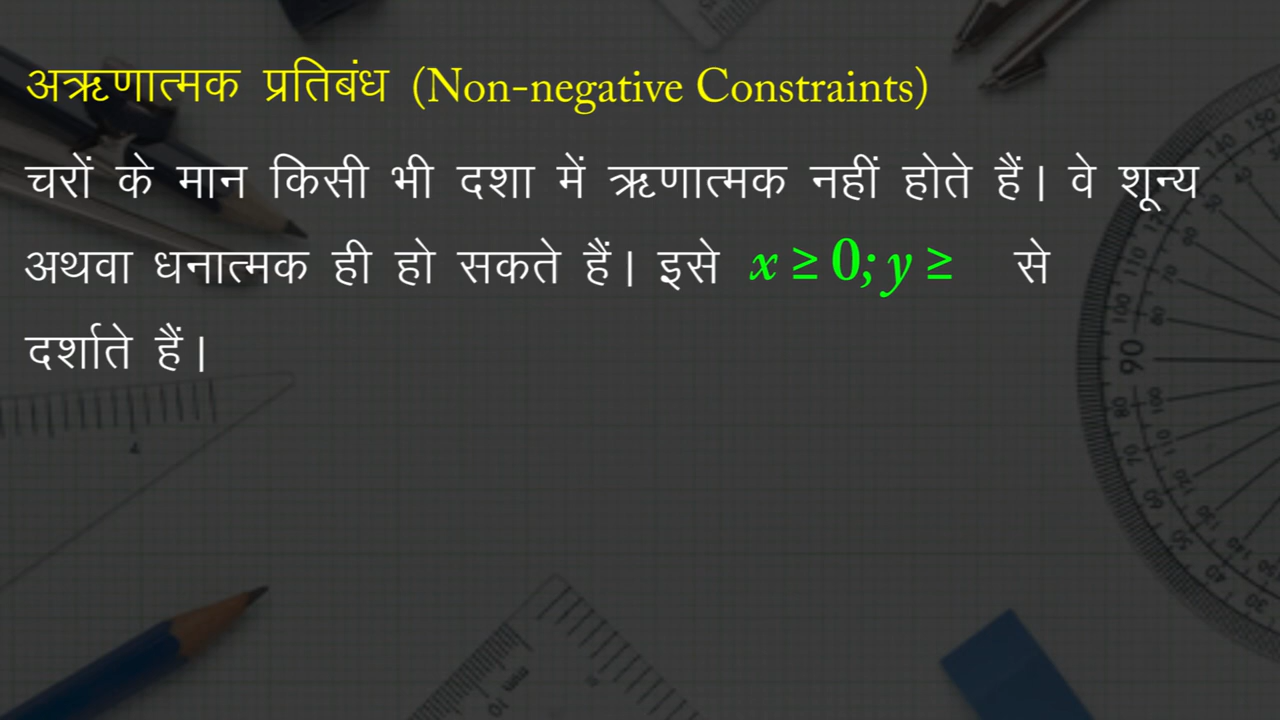 अऋणात्मक प्रतिबंध (Non-negative Constraints)
चरों के मान किसी भी दशा में ऋणात्मक नहीं होते हैं। वे शून्य
अथवा धनात्मक ही हो सकते हैं। इसे x ≥ 0; y ≥ से
दर्शाते हैं।